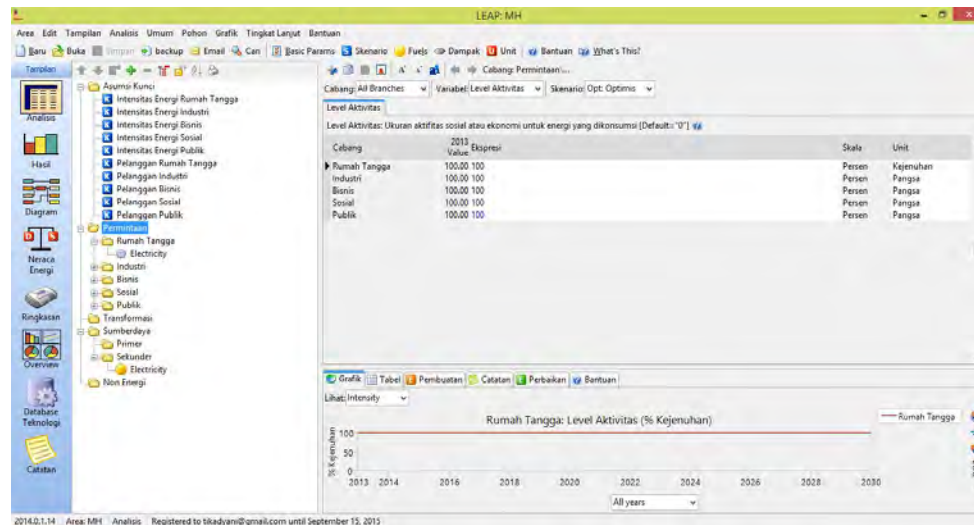 LEAP: MH
Area Edit Tampilan Analisis Umum Pohon Grafik Tingkat Lanjut Bantuan
Baru Buka Simpan backup Email Cari Basic Params Skenario Fuels Dampak Unit Bantuan What's This?
Tampilan
Analisis
Hasil
Diagram
Neraca Energi
Ringkasan
Overview
Database Teknologi
Catatan
Asumsi Kunci
Intensitas Energi Rumah Tangga
Intensitas Energi Industri
Intensitas Energi Bisnis
Intensitas Energi Sosial
Intensitas Energi Publik
Pelanggan Rumah Tangga
Pelanggan Industri
Pelanggan Bisnis
Pelanggan Sosial
Pelanggan Publik
Permintaan
Rumah Tangga
Electricity
Industri
Bisnis
Sosial
Publik
Transformasi
Sumberdaya
Primer
Sekunder
Electricity
Non Energi
Cabang: Permintaan\...
Cabang: All Branches Variabel: Level Aktivitas Skenario: Opt: Optimis
Level Aktivitas
Level Aktivitas: Ukuran aktifitas sosial atau ekonomi untuk energi yang dikonsumsi [Default="0"]
Cabang 2013 Value Ekspresi Skala Unit
Rumah Tangga 100.00 100 Persen Kejenuhan
Industri 100.00 100 Persen Pangsa
Bisnis 100.00 100 Persen Pangsa
Sosial 100.00 100 Persen Pangsa
Publik 100.00 100 Persen Pangsa
Grafik Tabel Pembuatan Catatan Perbaikan Bantuan
Lihat: Intensity
Rumah Tangga: Level Aktivitas (% Kejenuhan)
Rumah Tangga
% Kejenuhan
100
50
0
2013 2014 2016 2018 2020 2022 2024 2026 2028 2030
All years
2014.0.1.14 Area: MH Analisis Registered to tikadyani@gmail.com until September 15, 2015